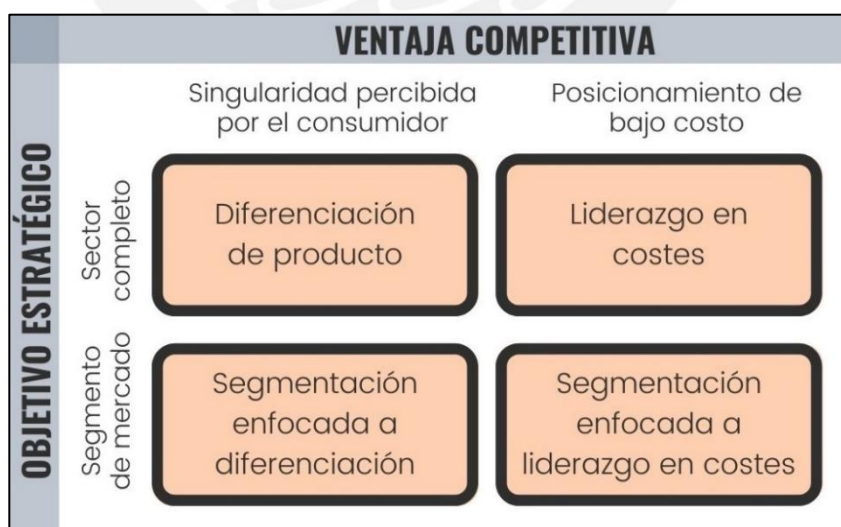 VENTAJA COMPETITIVA
Singularidad percibida
por el consumidor
Posicionamiento de
bajo costo
OBJETIVO ESTRATÉGICO
Sector
completo
Diferenciación
de producto
Liderazgo en
costes
Segmento
de mercado
Segmentación
enfocada a
diferenciación
Segmentación
enfocada a
liderazgo en costes